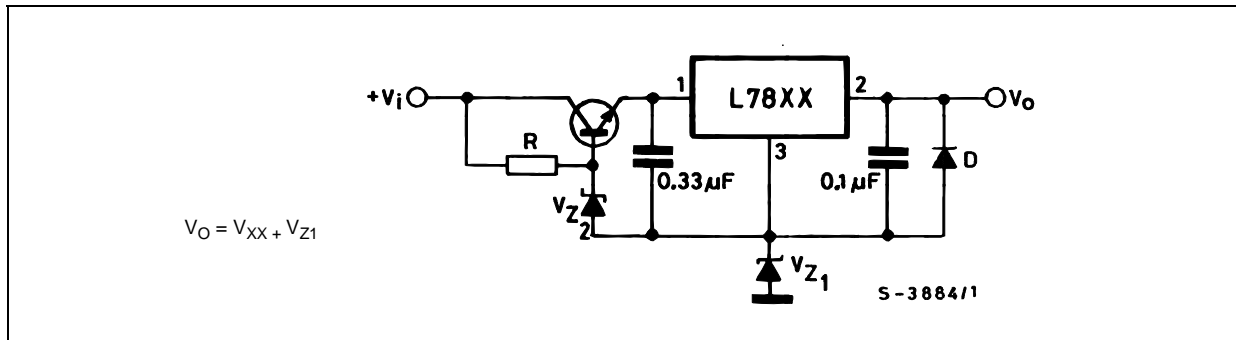 +Vi
R
VZ2
0.33µF
1
L78XX
2
3
0.1µF
D
Vo
VO = VXX + VZ1
VZ1
S-3884/1